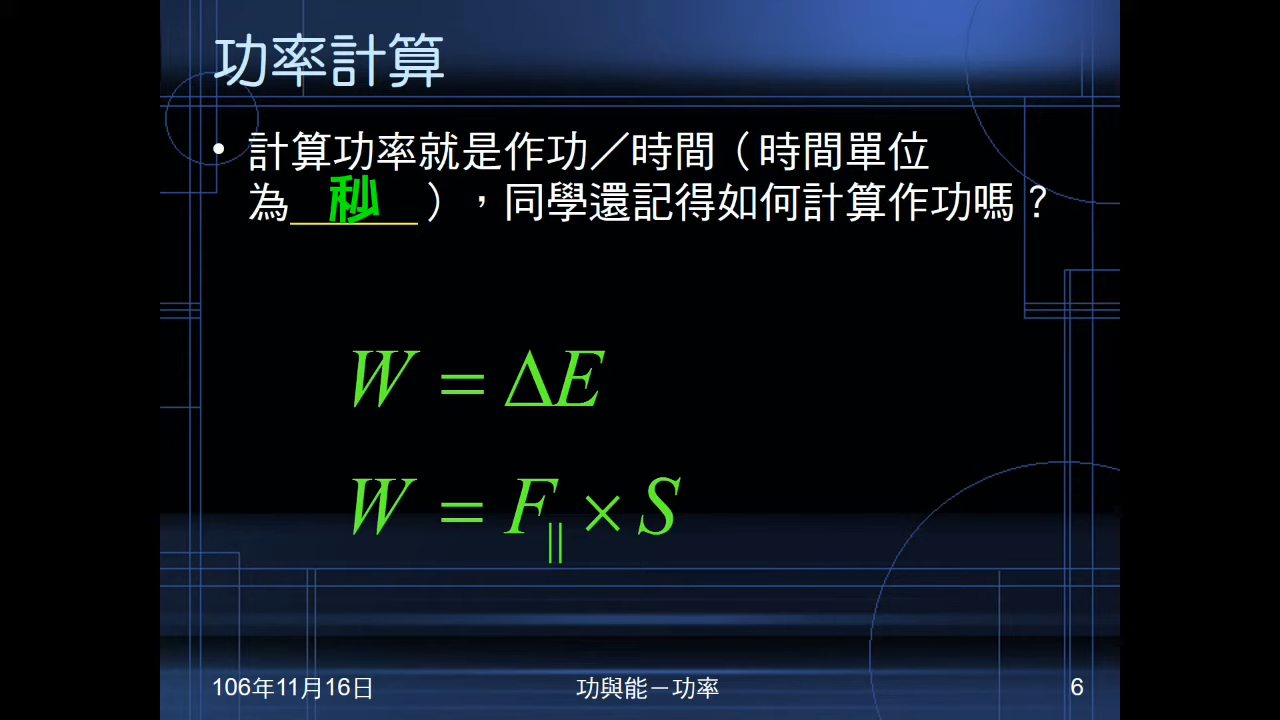 功率計算
• 計算功率就是作功／時間（時間單位
為 秒 ），同學還記得如何計算作功嗎？
W = ΔE
W = F∥ × S
106年11月16日 功與能－功率 6